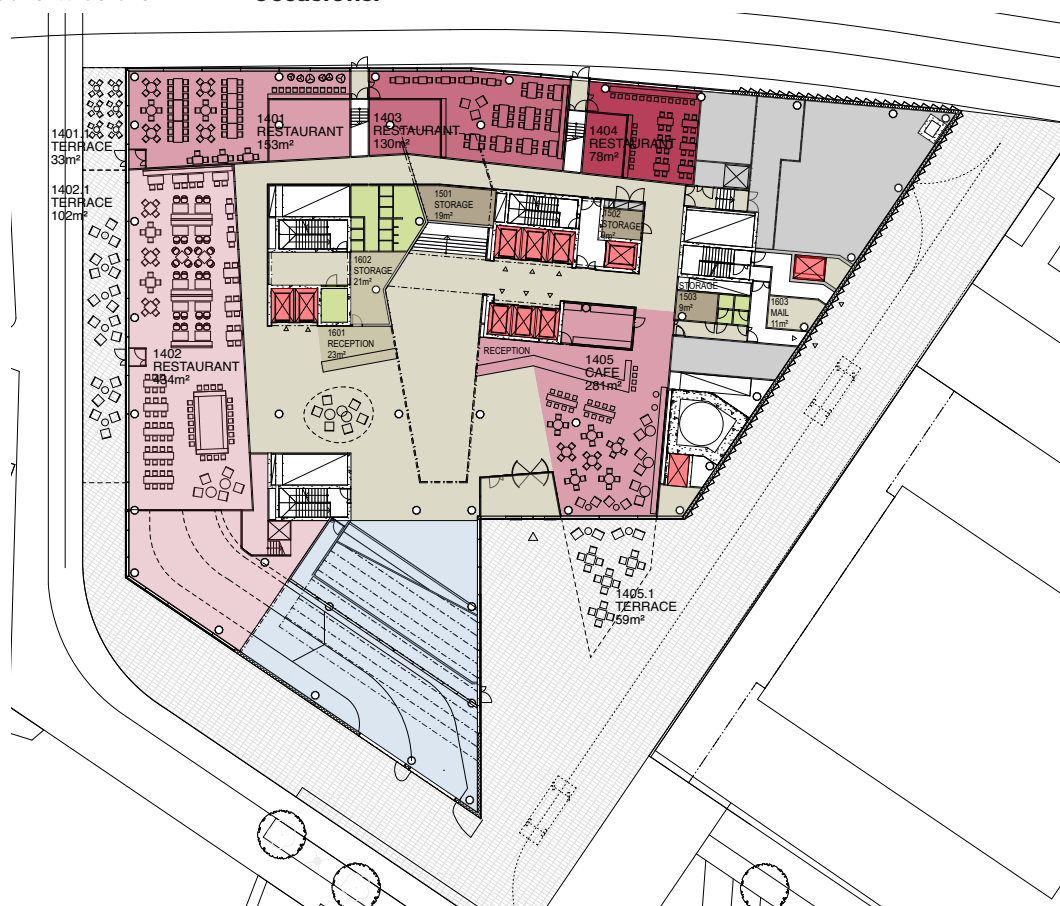 occasions.
1401
RESTAURANT
153m²
1403
RESTAURANT
130m²
1404
RESTAURANT
78m²
TERRACE
33m²
1402.1
TERRACE
102m²
1501
STORAGE
19m²
1502
STORAGE
1602
STORAGE
21m²
STORAGE
1503
9m²
1603
MAIL
11m²
1601
RECEPTION
23m²
RECEPTION
1402
RESTAURANT
434m²
1405
CAFE
281m²
1405.1
TERRACE
59m²